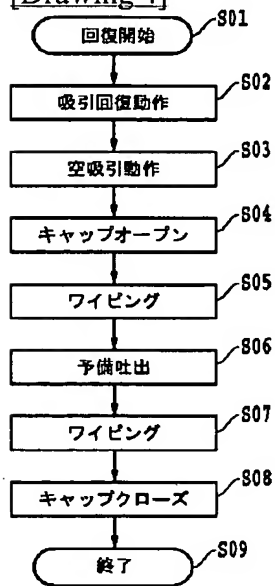 [Drawing 4]
回復開始 S01
吸引回復動作 S02
空吸引動作 S03
キャップオープン S04
ワイピング S05
予備吐出 S06
ワイピング S07
キャップクローズ S08
終了 S09